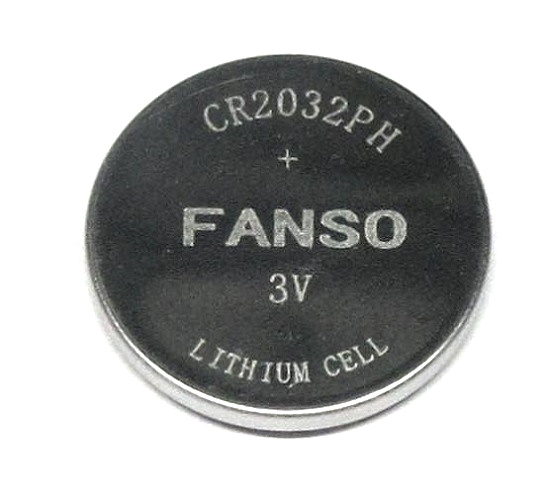 CR2032PH
+
FANSO
3V
LITHIUM CELL